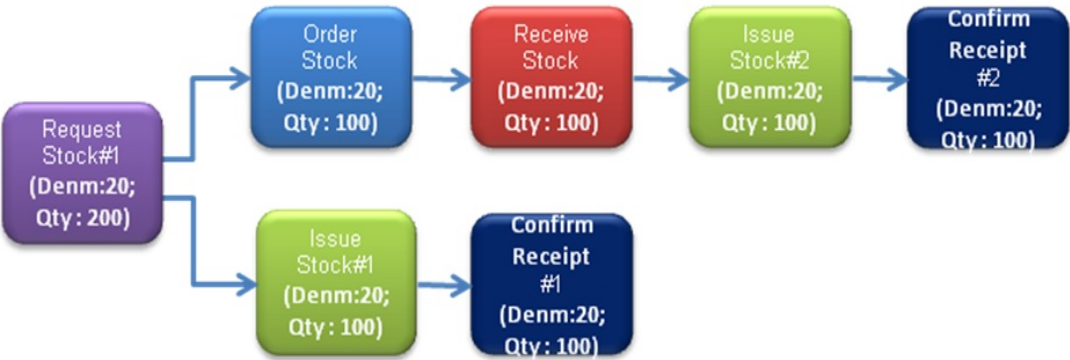 Request
Stock#1
(Denm:20;
Qty : 200)
Order
Stock
(Denm:20;
Qty : 100)
Receive
Stock
(Denm:20;
Qty : 100)
Issue
Stock#2
(Denm:20;
Qty : 100)
Confirm
Receipt
#2
(Denm:20;
Qty : 100)
Issue
Stock#1
(Denm:20;
Qty : 100)
Confirm
Receipt
#1
(Denm:20;
Qty : 100)